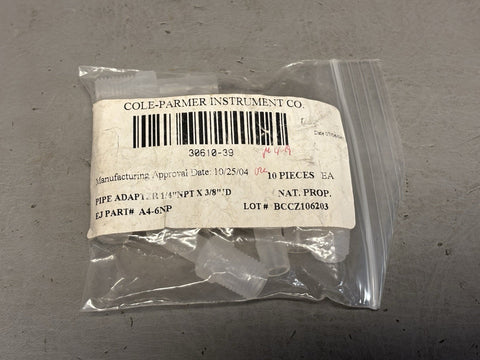 COLE-PARMER INSTRUMENT CO.
30610-39
Manufacturing Approval Date: 10/25/04
10 PIECES EA
PIPE ADAPT R 1/4"NPT X 3/8"ID
NAT. PROP.
EJ PART# A4-6NP
LOT # BCCZ106203